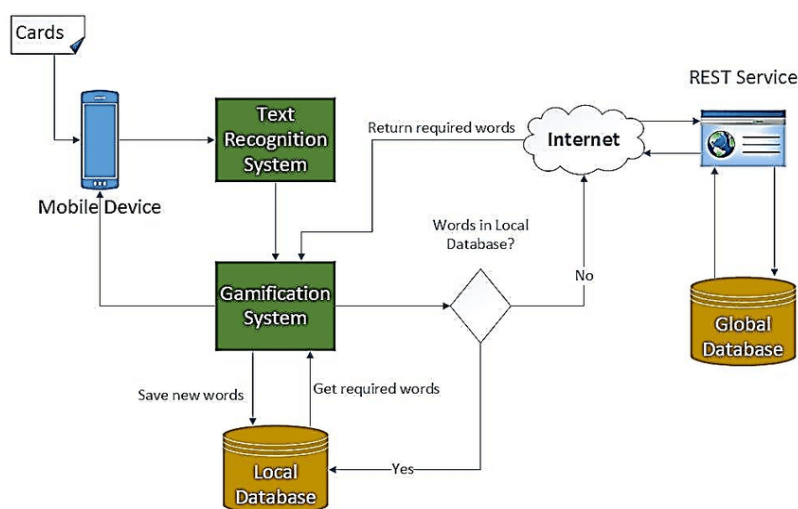 Cards
REST Service
Text
Recognition
System
Return required words
Internet
Mobile Device
Words in Local
Database?
No
Gamification
System
Global
Database
Save new words
Get required words
Yes
Local
Database